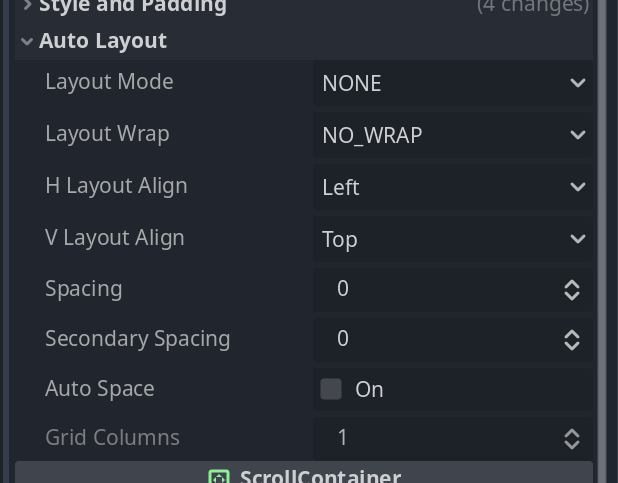 Style and Padding (4 changes)
Auto Layout
Layout Mode NONE
Layout Wrap NO_WRAP
H Layout Align Left
V Layout Align Top
Spacing 0
Secondary Spacing 0
Auto Space On
Grid Columns 1
ScrollContainer